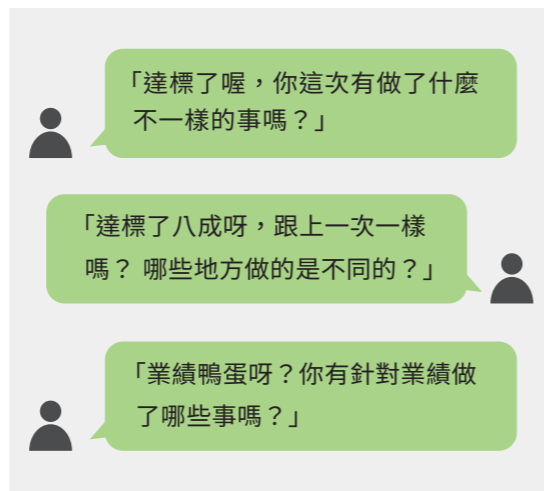 「達標了喔，你這次有做了什麼
不一樣的事嗎？」
「達標了八成呀，跟上一次一樣
嗎？ 哪些地方做的是不同的？」
「業績鴨蛋呀？你有針對業績做
了哪些事嗎？」